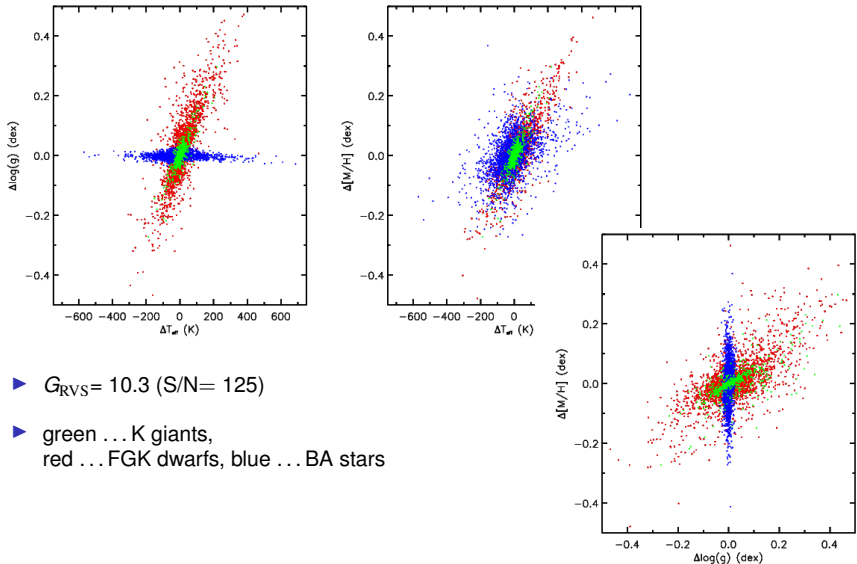 0.4
0.2
0.0
−0.2
−0.4
Δlog(g) (dex)
−600 −400 −200 0 200 400 600
ΔTeff (K)
0.4
0.2
0.0
−0.2
−0.4
Δ[M/H] (dex)
−600 −400 −200 0
ΔTeff (K)
0.4
0.2
0.0
−0.2
−0.4
Δ[M/H] (dex)
−0.4 −0.2 0.0 0.2 0.4
Δlog(g) (dex)
► GRVS= 10.3 (S/N= 125)
► green ... K giants,
red ... FGK dwarfs, blue ... BA stars